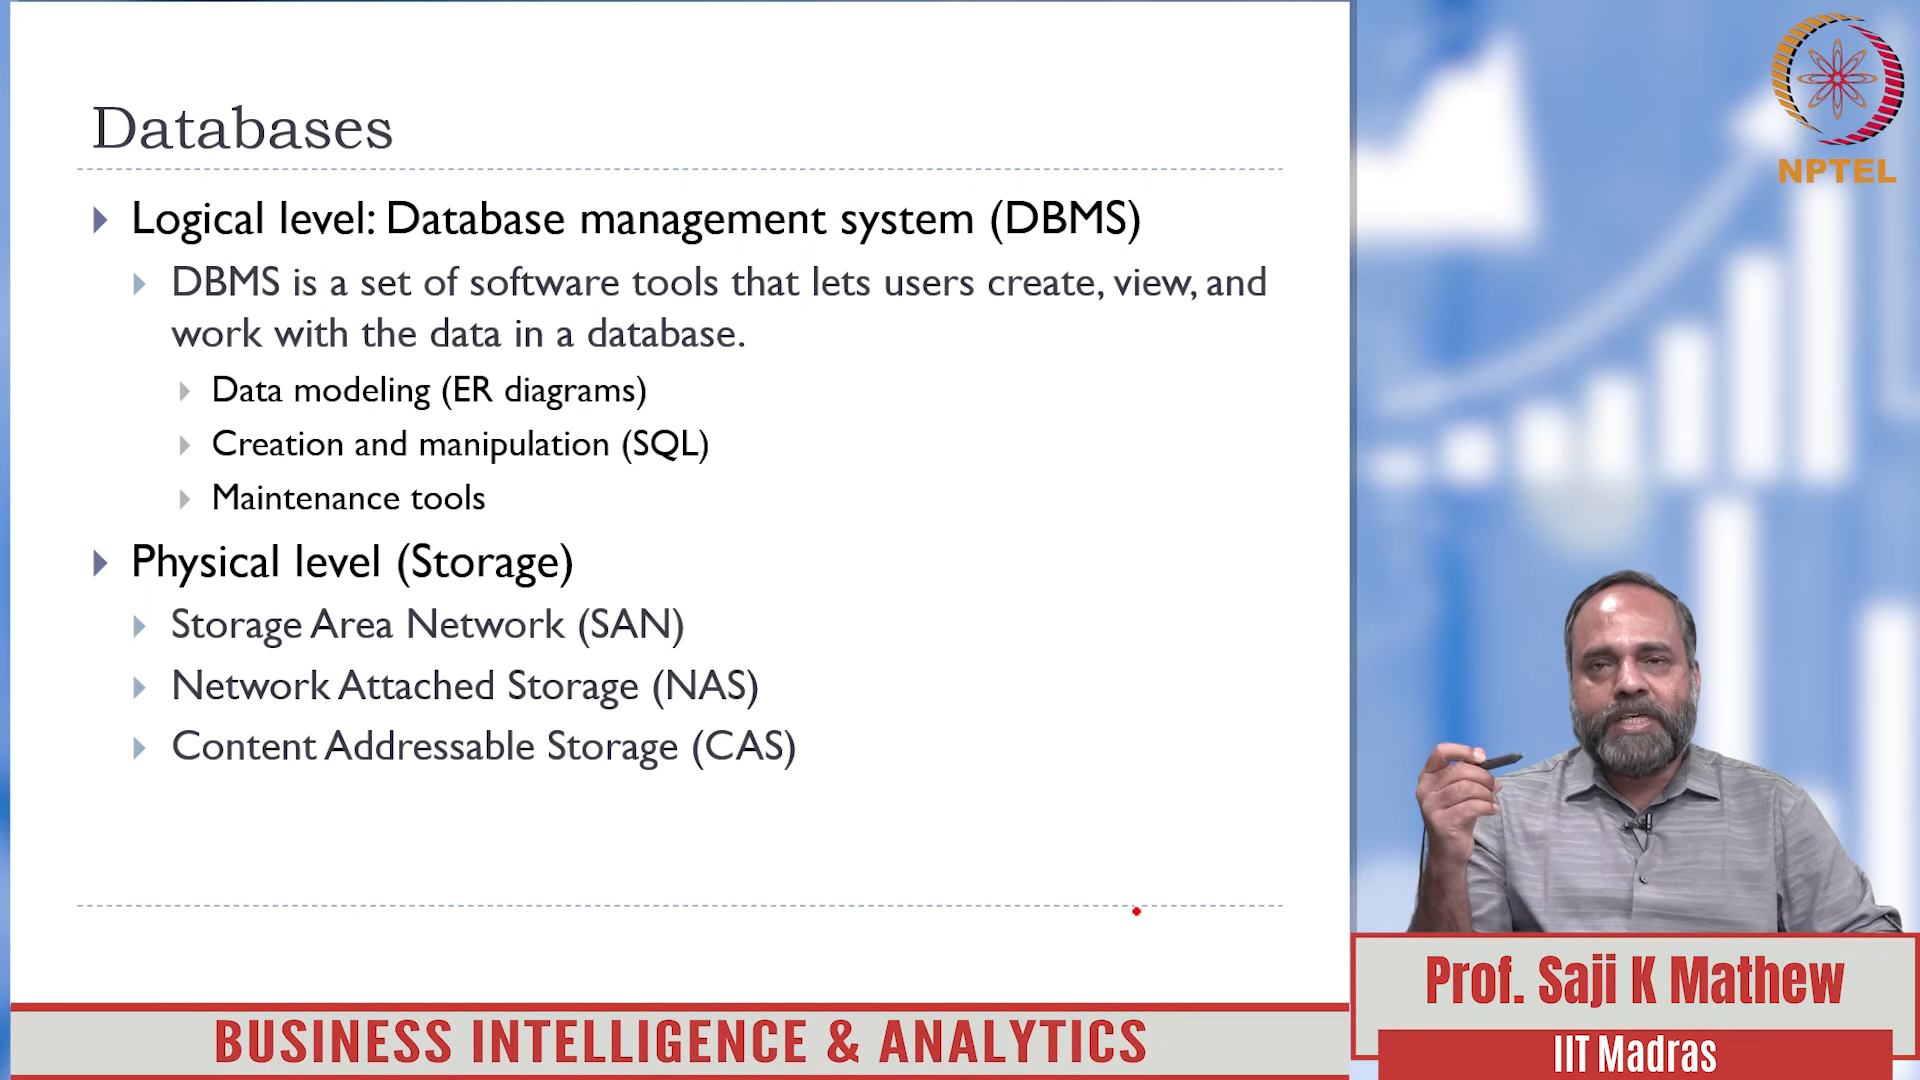 Databases
Logical level: Database management system (DBMS)
DBMS is a set of software tools that lets users create, view, and
work with the data in a database.
Data modeling (ER diagrams)
Creation and manipulation (SQL)
Maintenance tools
Physical level (Storage)
Storage Area Network (SAN)
Network Attached Storage (NAS)
Content Addressable Storage (CAS)
NPTEL
Prof. Saji K Mathew
IIT Madras
BUSINESS INTELLIGENCE & ANALYTICS